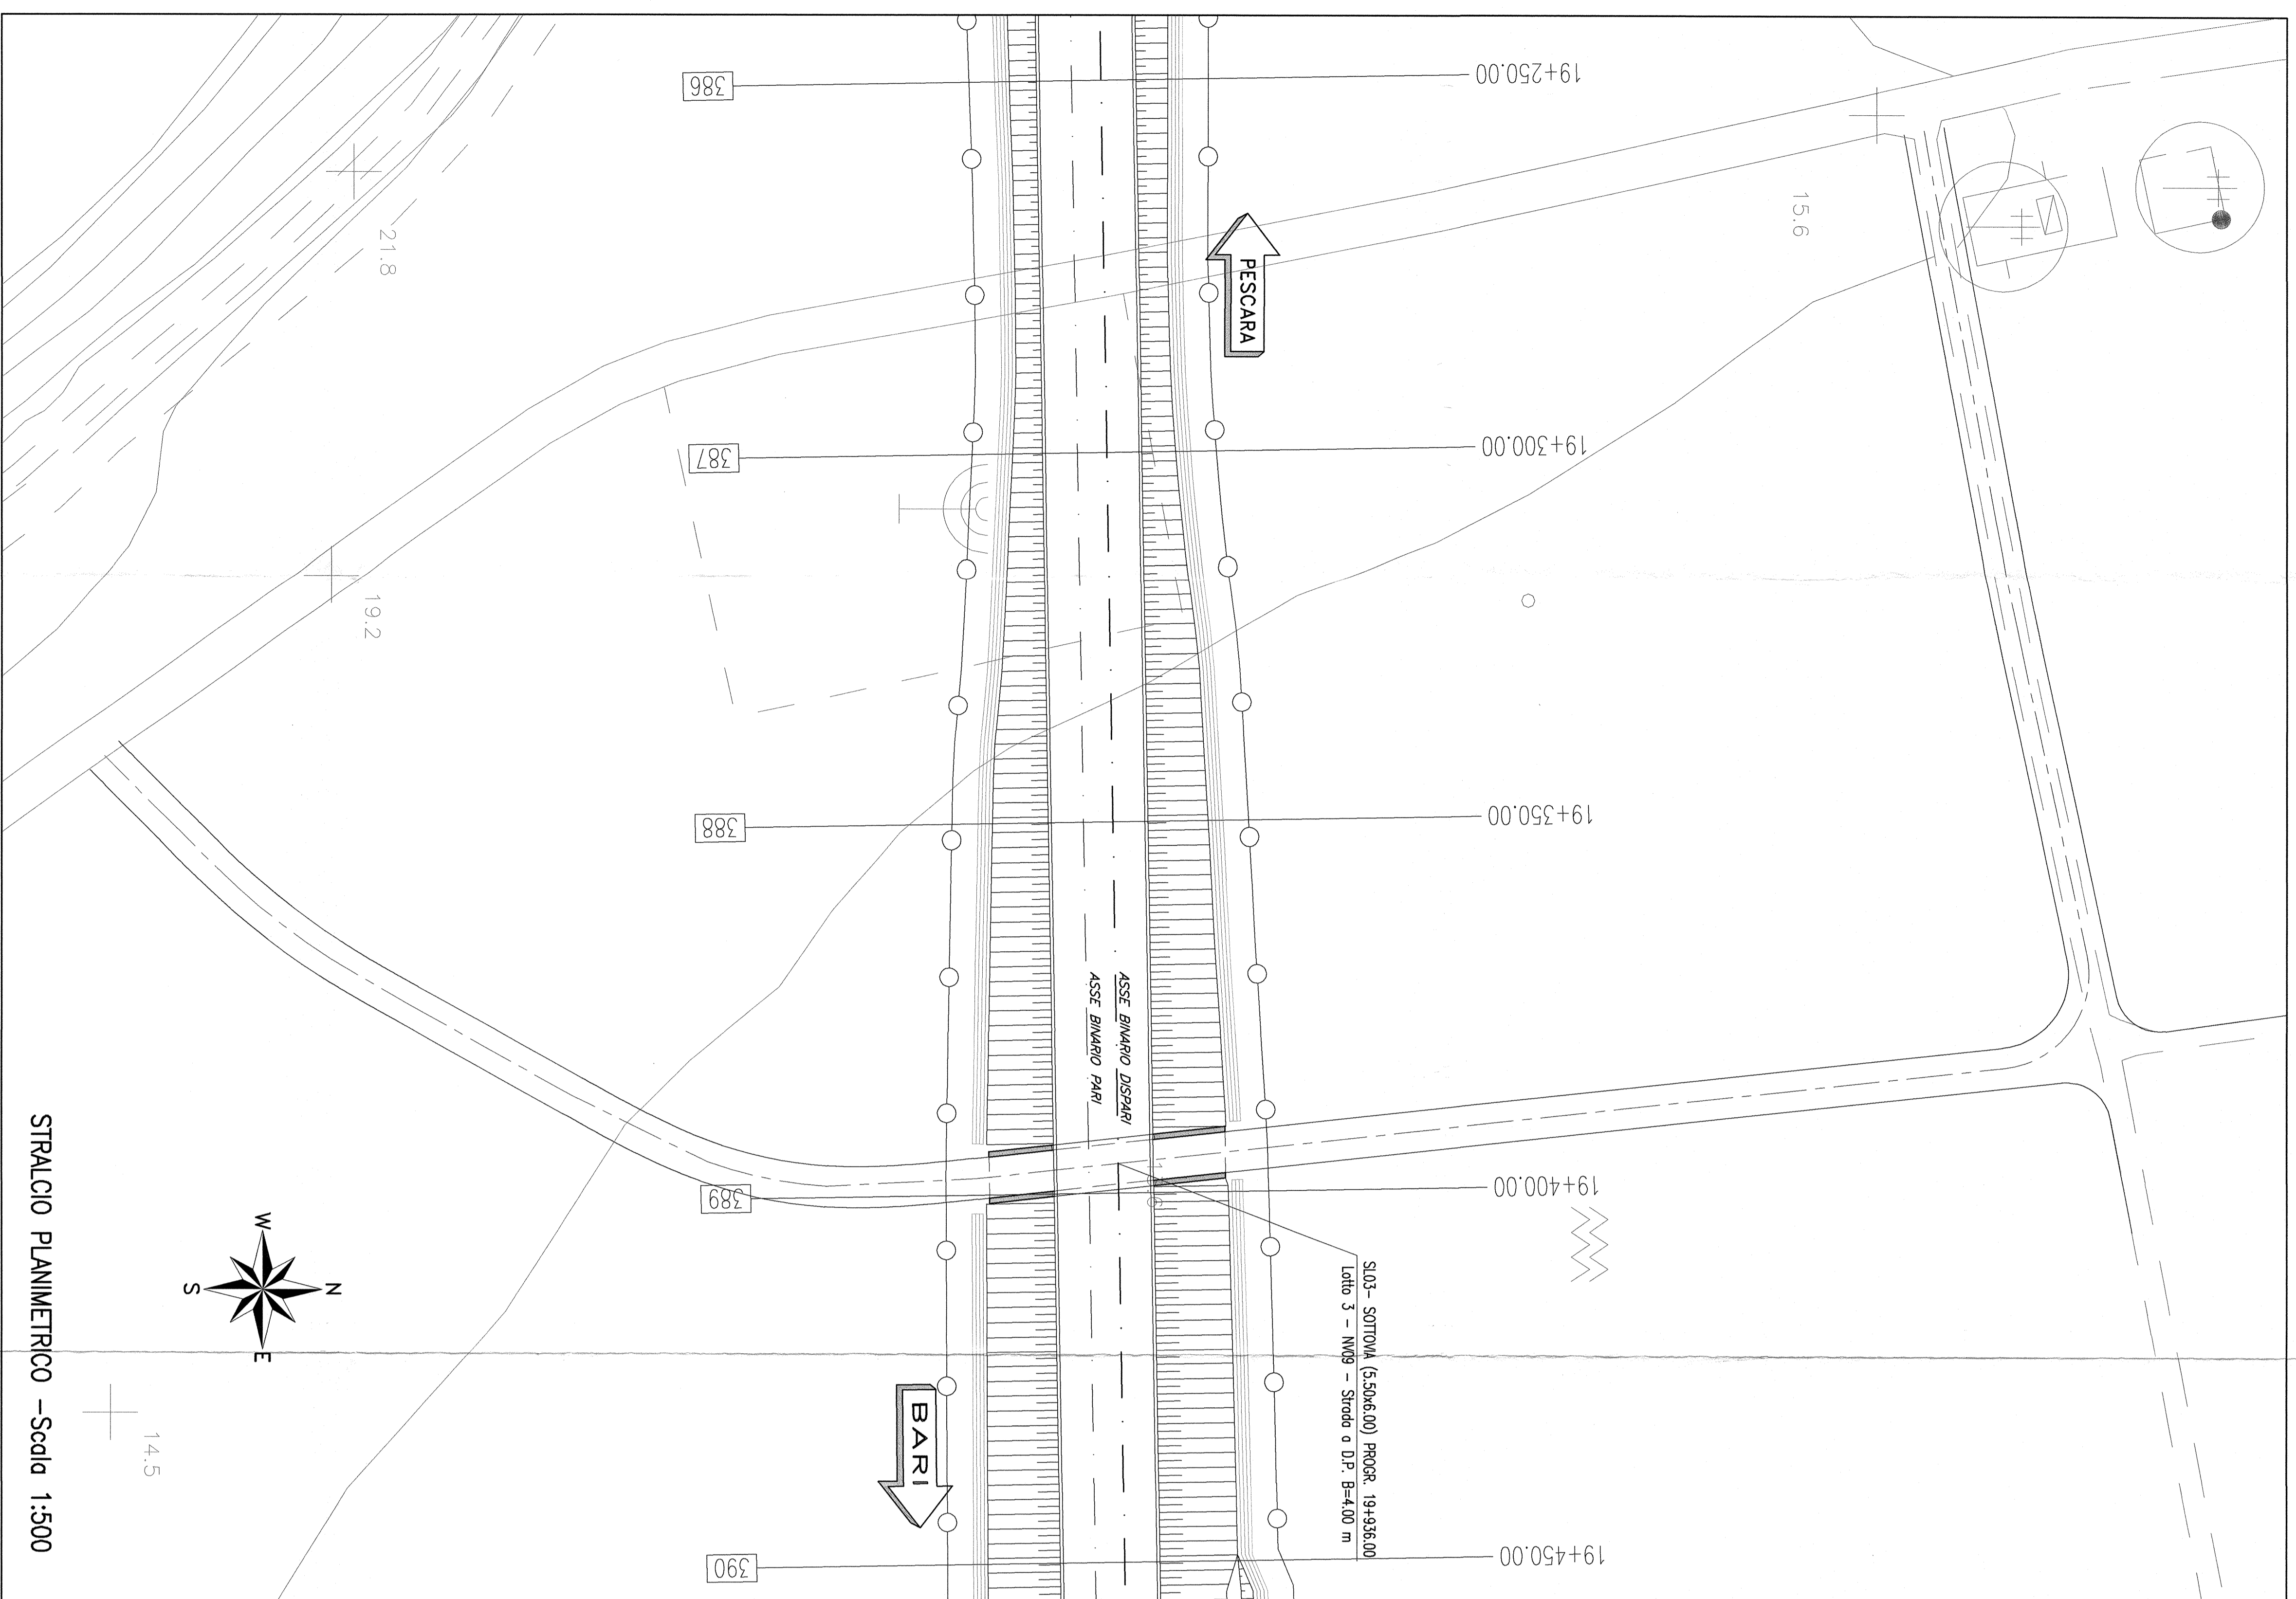 386
19+250.00
15.6
21.8
PESCARA
387
19+300.00
19.2
388
19+350.00
ASSE BINARIO DISPARI
ASSE BINARIO PARI
389
19+400.00
SL03- SOTTOVIA (5.50x6.00) PROGR. 19+936.00
Lotto 3 - NV09 - Strada a D.P. B=4.00 m
W
N
S
E
BARI
14.5
390
19+450.00
STRALCIO PLANIMETRICO -Scala 1:500